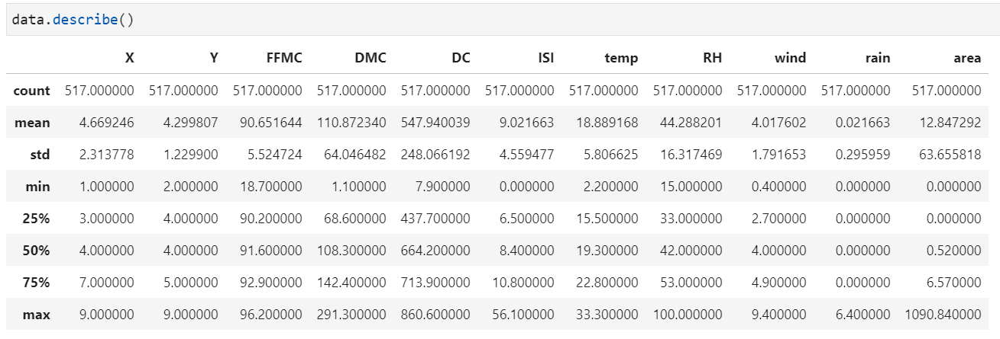 data.describe()
X Y FFMC DMC DC ISI temp RH wind rain area
count 517.000000 517.000000 517.000000 517.000000 517.000000 517.000000 517.000000 517.000000 517.000000 517.000000 517.000000
mean 4.669246 4.299807 90.651644 110.872340 547.940039 9.021663 18.889168 44.288201 4.017602 0.021663 12.847292
std 2.313778 1.229900 5.524724 64.046482 248.066192 4.559477 5.806625 16.317469 1.791653 0.295959 63.655818
min 1.000000 2.000000 18.700000 1.100000 7.900000 0.000000 2.200000 15.000000 0.400000 0.000000 0.000000
25% 3.000000 4.000000 90.200000 68.600000 437.700000 6.500000 15.500000 33.000000 2.700000 0.000000 0.000000
50% 4.000000 4.000000 91.600000 108.300000 664.200000 8.400000 19.300000 42.000000 4.000000 0.000000 0.520000
75% 7.000000 5.000000 92.900000 142.400000 713.900000 10.800000 22.800000 53.000000 4.900000 0.000000 6.570000
max 9.000000 9.000000 96.200000 291.300000 860.600000 56.100000 33.300000 100.000000 9.400000 6.400000 1090.840000